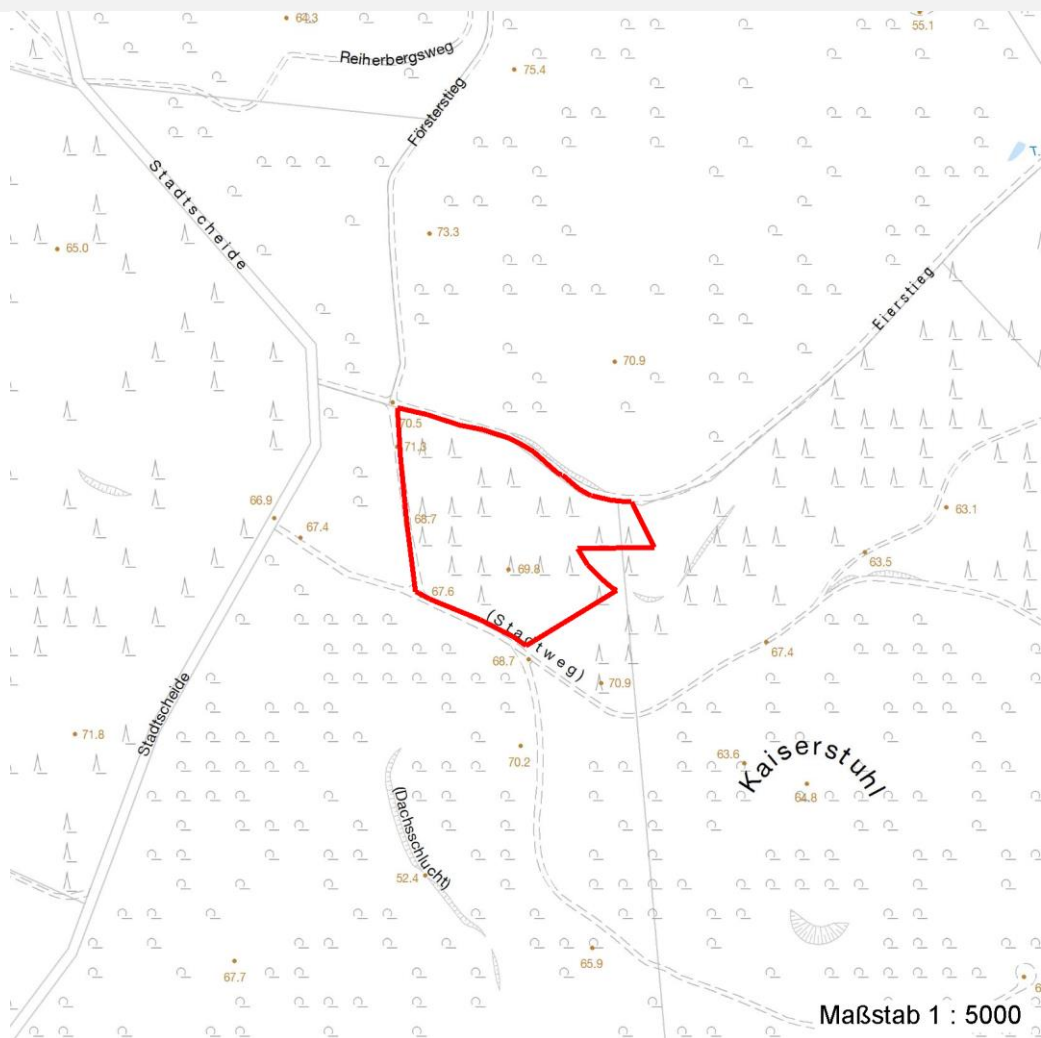 64.3
55.1
Reiherbergsweg
75.4
Försterstieg
T.
Stadtscheide
73.3
65.0
Eierstieg
70.9
70.5
71.3
66.9
68.7
63.1
67.4
63.5
69.8
67.6
(Stadtweg)
67.4
68.7
70.9
Stadtscheide
71.8
70.2
63.6
Kaiserstuhl
64.8
(Dachsschlucht)
52.4
65.9
67.7
6
Maßstab 1 : 5000